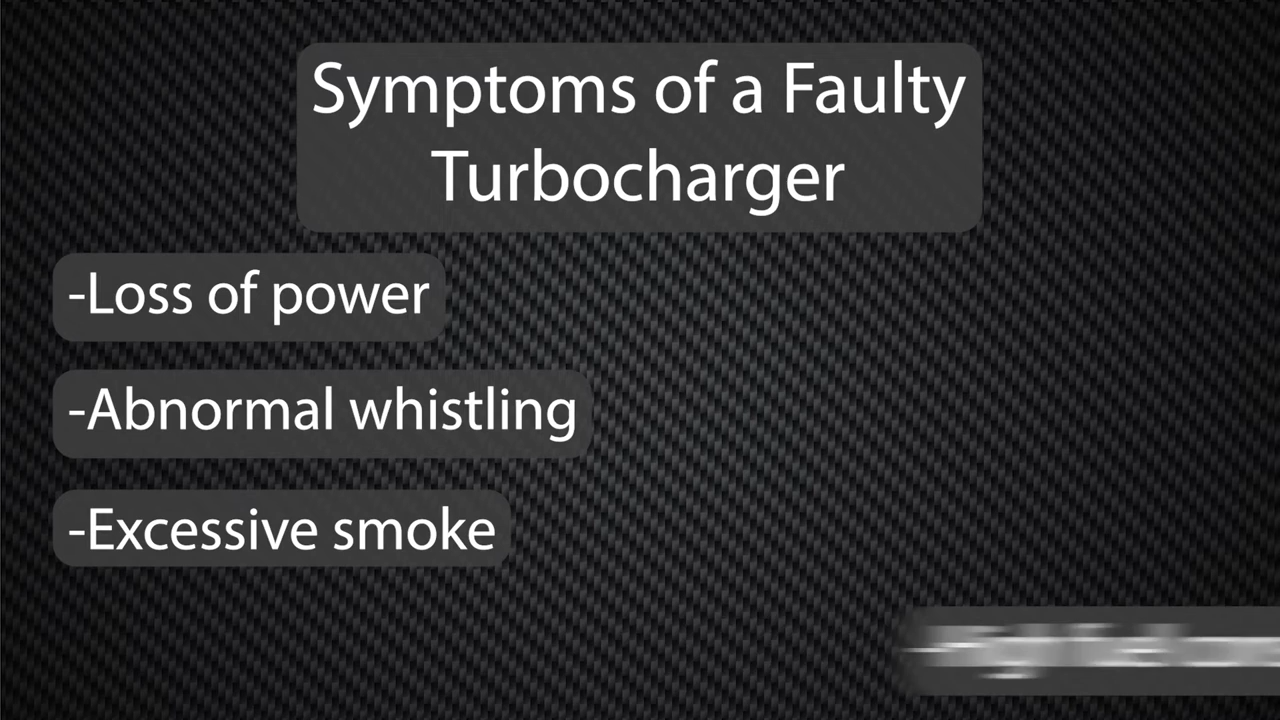 Symptoms of a Faulty
Turbocharger
-Loss of power
-Abnormal whistling
-Excessive smoke